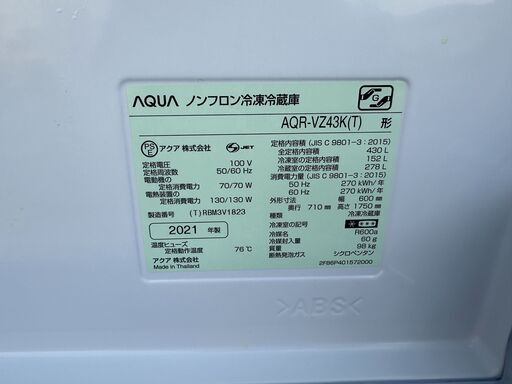 AQUA ノンフロン冷凍冷蔵庫
G
AQR-VZ43K(T) 形
PS E アクア 株式会社 JET
定格電圧 100 V
定格周波数 50/60 Hz
電動機の
定格消費電力 70/70 W
電熱装置の
定格消費電力 130/130 W
製造番号 (T)RBM3V1823
2021 年製
温度ヒューズ
定格動作温度 76℃
アクア 株式会社
Made in Thailand
定格内容積 (JIS C 9801-3 : 2015)
全定格内容積 430 L
冷凍室の定格内容積 152 L
冷蔵室の定格内容積 278 L
消費電力量 (JIS C 9801-3 : 2015)
50 Hz 270 kWh/年
60 Hz 270 kWh/年
外形寸法 幅 600 mm
奥行 710 mm 高さ 1750 mm
種類 冷凍冷蔵庫
冷凍室の記号
冷媒名 R600a
冷媒封入量 60 g
質量 98 kg
断熱発泡ガス シクロペンタン
2FB6P401572000
>ABS<